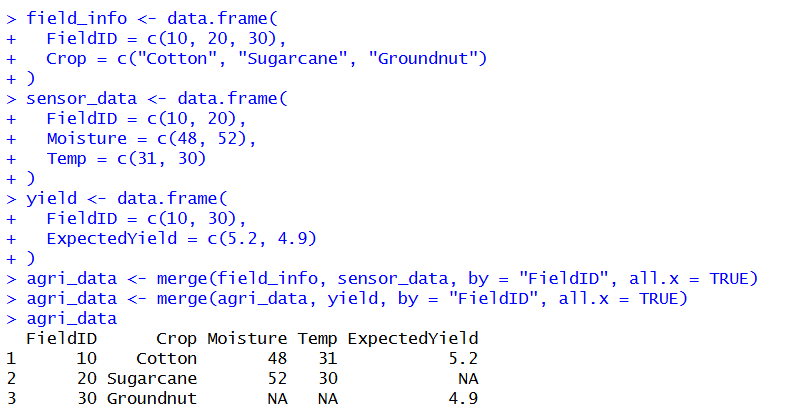 > field_info <- data.frame(
+   FieldID = c(10, 20, 30),
+   Crop = c("Cotton", "Sugarcane", "Groundnut")
+ )
> sensor_data <- data.frame(
+   FieldID = c(10, 20),
+   Moisture = c(48, 52),
+   Temp = c(31, 30)
+ )
> yield <- data.frame(
+   FieldID = c(10, 30),
+   ExpectedYield = c(5.2, 4.9)
+ )
> agri_data <- merge(field_info, sensor_data, by = "FieldID", all.x = TRUE)
> agri_data <- merge(agri_data, yield, by = "FieldID", all.x = TRUE)
> agri_data
  FieldID      Crop Moisture Temp ExpectedYield
1      10    Cotton       48   31           5.2
2      20 Sugarcane       52   30            NA
3      30 Groundnut       NA   NA           4.9